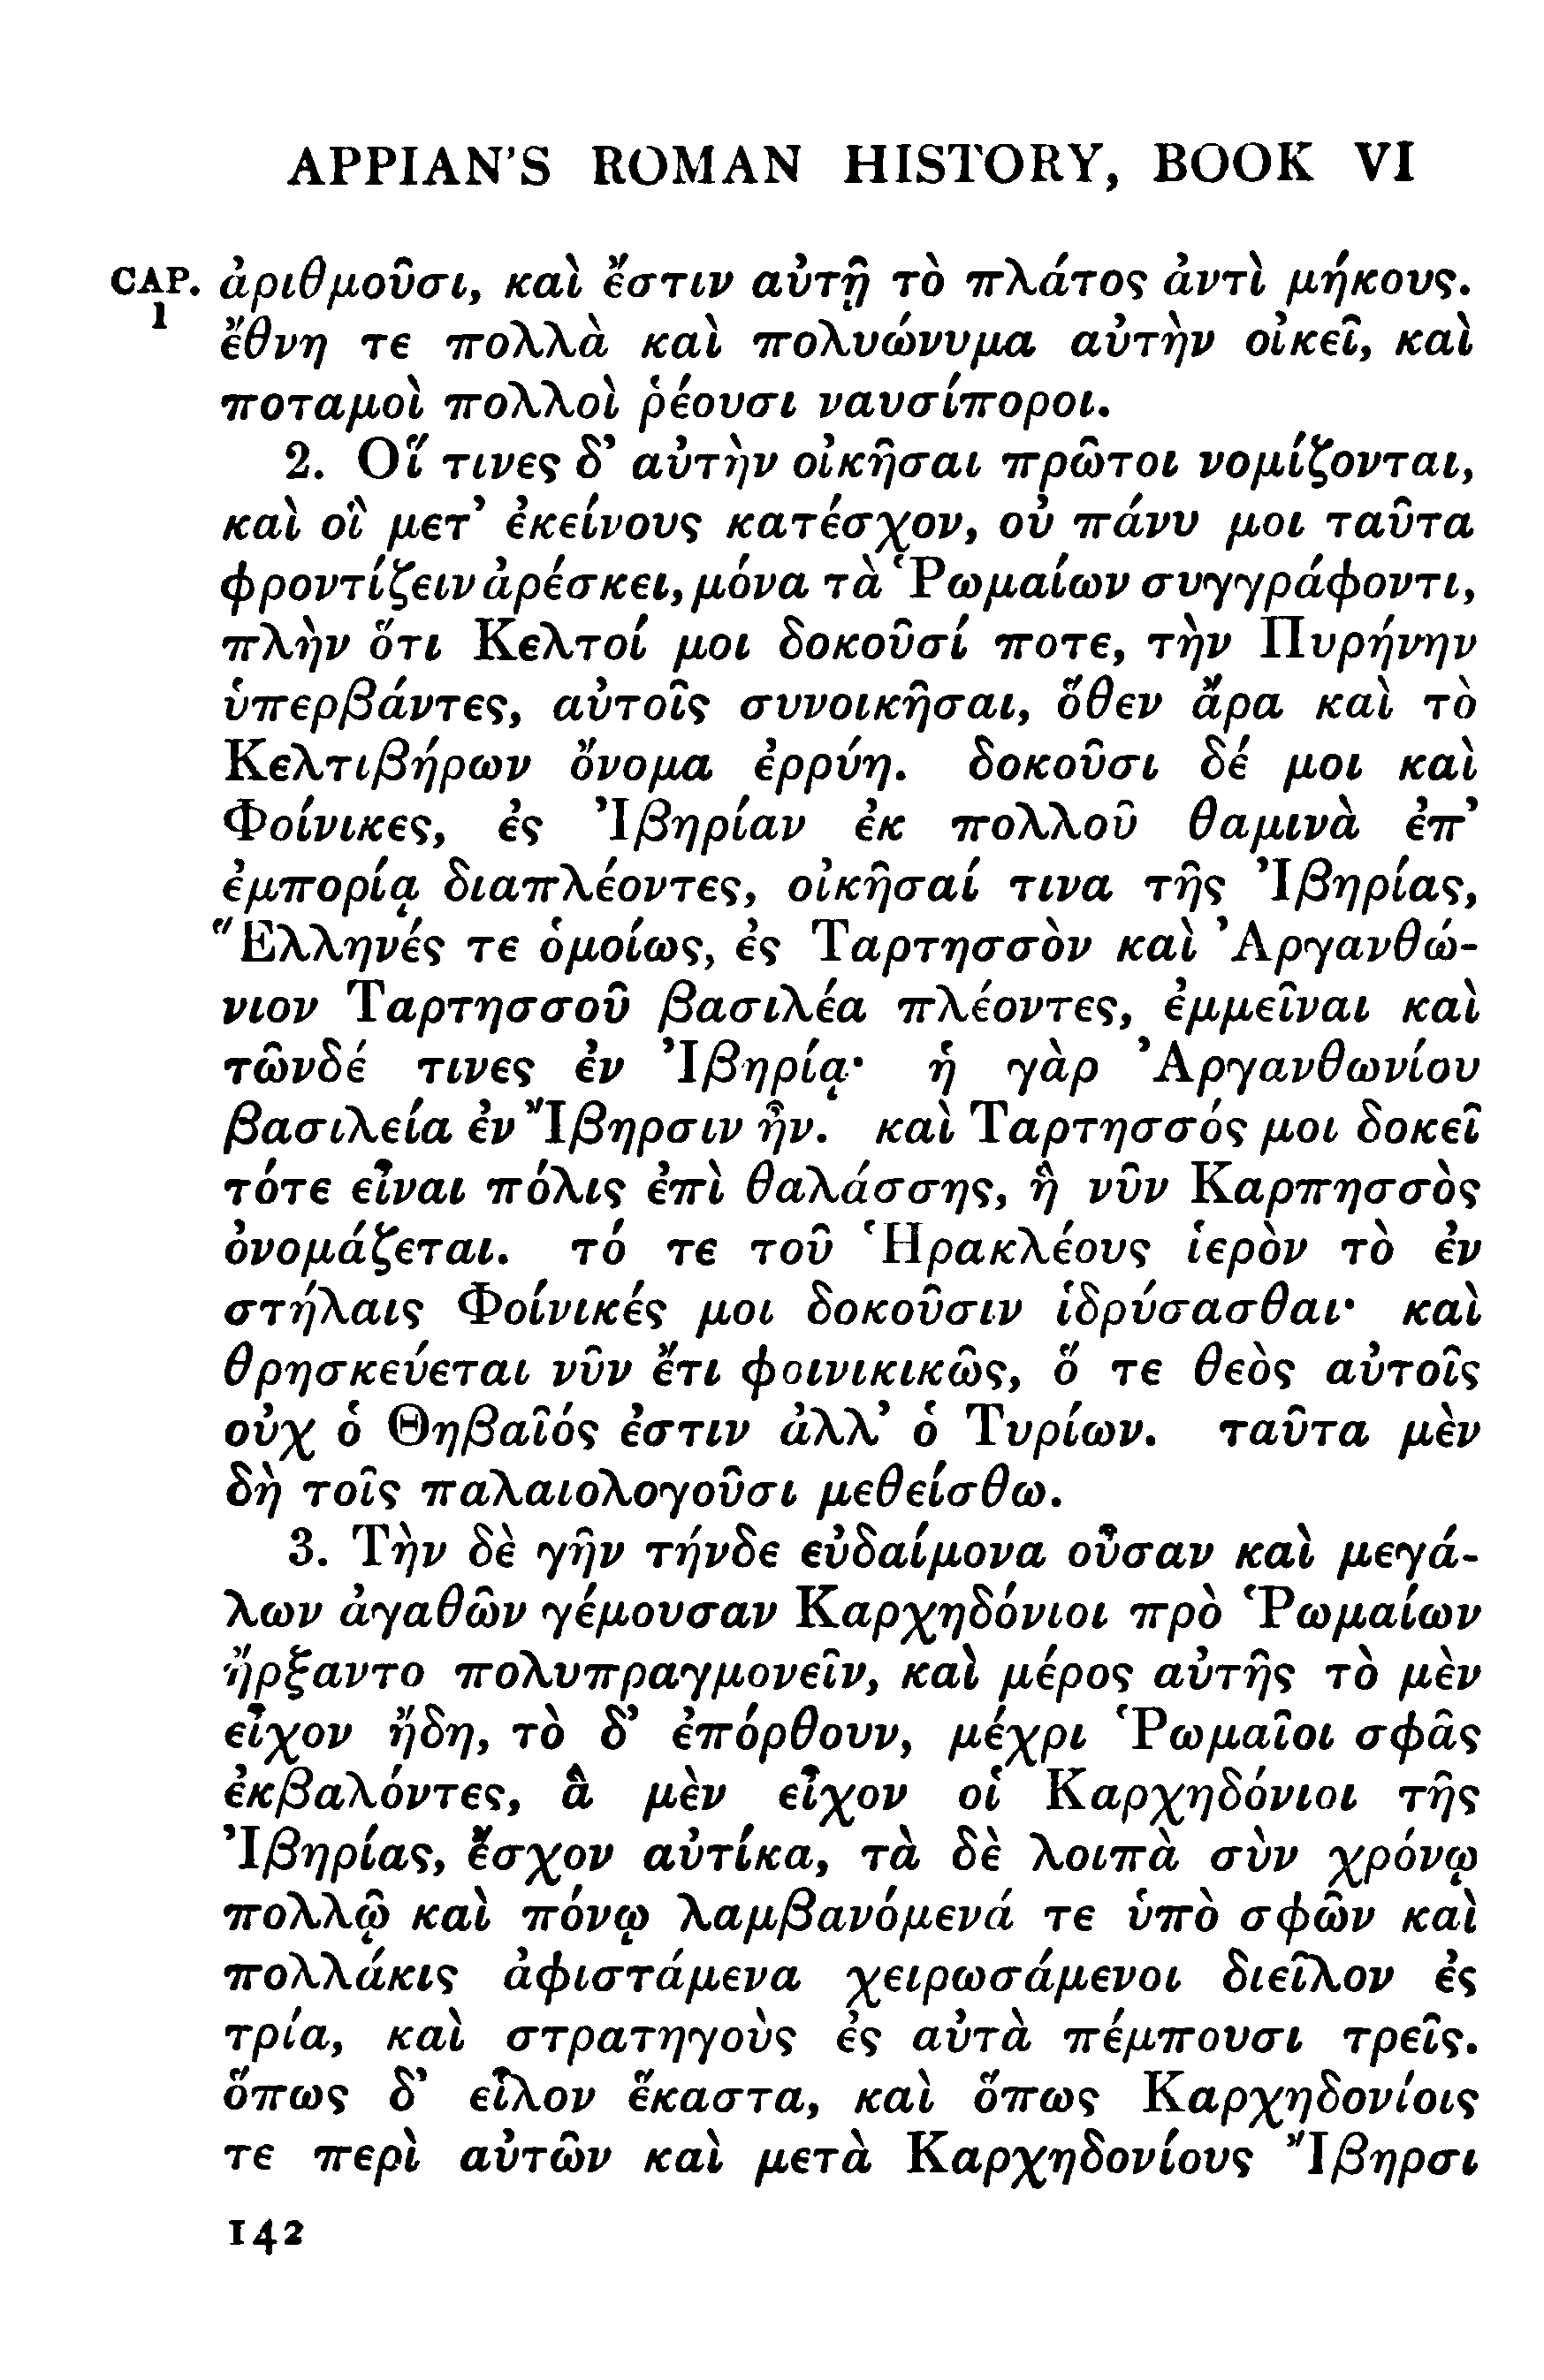 APPIAN'S ROMAN HISTORY, BOOK VI
CAP. ἀριθμοῦσι, καὶ ἔστιν αὐτῇ τὸ πλάτος ἀντὶ μήκους.
1 ἔθνη τε πολλὰ καὶ πολυώνυμα αὐτὴν οἰκεῖ, καὶ
ποταμοὶ πολλοὶ ῥέουσι ναυσίποροι.
2. Οἵ τινες δ' αὐτὴν οἰκῆσαι πρῶτοι νομίζονται,
καὶ οἳ μετ' ἐκείνους κατέσχον, οὐ πάνυ μοι ταῦτα
φροντίζειν ἀρέσκει, μόνα τὰ Ῥωμαίων συγγράφοντι,
πλὴν ὅτι Κελτοί μοι δοκοῦσί ποτε, τὴν Πυρήνην
ὑπερβάντες, αὐτοῖς συνοικῆσαι, ὅθεν ἄρα καὶ τὸ
Κελτιβήρων ὄνομα ἐρρύη. δοκοῦσι δέ μοι καὶ
Φοίνικες, ἐς Ἰβηρίαν ἐκ πολλοῦ θαμινὰ ἐπ'
ἐμπορίᾳ διαπλέοντες, οἰκῆσαί τινα τῆς Ἰβηρίας,
Ἕλληνές τε ὁμοίως, ἐς Ταρτησσὸν καὶ Ἀργανθώ-
νιον Ταρτησσοῦ βασιλέα πλέοντες, ἐμμεῖναι καὶ
τῶνδέ τινες ἐν Ἰβηρίᾳ· ἡ γὰρ Ἀργανθωνίου
βασιλεία ἐν Ἴβηρσιν ἦν. καὶ Ταρτησσός μοι δοκεῖ
τότε εἶναι πόλις ἐπὶ θαλάσσης, ἣ νῦν Καρπησσὸς
ὀνομάζεται. τό τε τοῦ Ἡρακλέους ἱερὸν τὸ ἐν
στήλαις Φοίνικές μοι δοκοῦσιν ἱδρύσασθαι· καὶ
θρησκεύεται νῦν ἔτι φοινικικῶς, ὅ τε θεὸς αὐτοῖς
οὐχ ὁ Θηβαῖός ἐστιν ἀλλ' ὁ Τυρίων. ταῦτα μὲν
δὴ τοῖς παλαιολογοῦσι μεθείσθω.
3. Τὴν δὲ γῆν τήνδε εὐδαίμονα οὖσαν καὶ μεγά-
λων ἀγαθῶν γέμουσαν Καρχηδόνιοι πρὸ Ῥωμαίων
ἤρξαντο πολυπραγμονεῖν, καὶ μέρος αὐτῆς τὸ μὲν
εἶχον ἤδη, τὸ δ' ἐπόρθουν, μέχρι Ῥωμαῖοι σφᾶς
ἐκβαλόντες, ἃ μὲν εἶχον οἱ Καρχηδόνιοι τῆς
Ἰβηρίας, ἔσχον αὐτίκα, τὰ δὲ λοιπὰ σὺν χρόνῳ
πολλῷ καὶ πόνῳ λαμβανόμενά τε ὑπὸ σφῶν καὶ
πολλάκις ἀφιστάμενα χειρωσάμενοι διεῖλον ἐς
τρία, καὶ στρατηγοὺς ἐς αὐτὰ πέμπουσι τρεῖς.
ὅπως δ' εἷλον ἕκαστα, καὶ ὅπως Καρχηδονίοις
τε περὶ αὐτῶν καὶ μετὰ Καρχηδονίους Ἴβηρσι
142